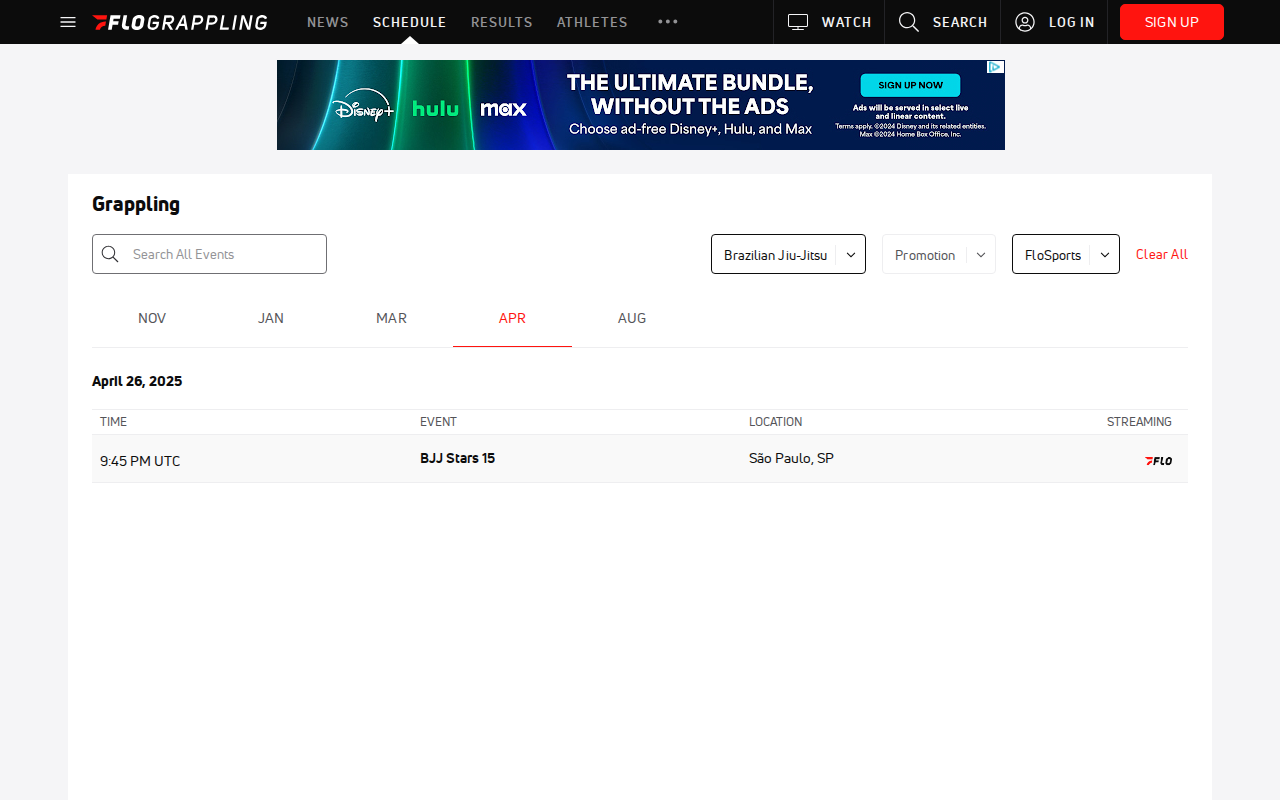 FLOGRAPPLING
NEWS
SCHEDULE
RESULTS
ATHLETES
WATCH
SEARCH
LOG IN
SIGN UP
Disney+
hulu
max
THE ULTIMATE BUNDLE,
WITHOUT THE ADS
Choose ad-free Disney+, Hulu, and Max
SIGN UP NOW
Ads will be served in select live
and linear content.
Terms apply. ©2024 Disney and its related entities.
Max ©2024 Home Box Office, Inc.
Grappling
Search All Events
Brazilian Jiu-Jitsu
Promotion
FloSports
Clear All
NOV
JAN
MAR
APR
AUG
April 26, 2025
TIME
EVENT
LOCATION
STREAMING
9:45 PM UTC
BJJ Stars 15
São Paulo, SP
FLO